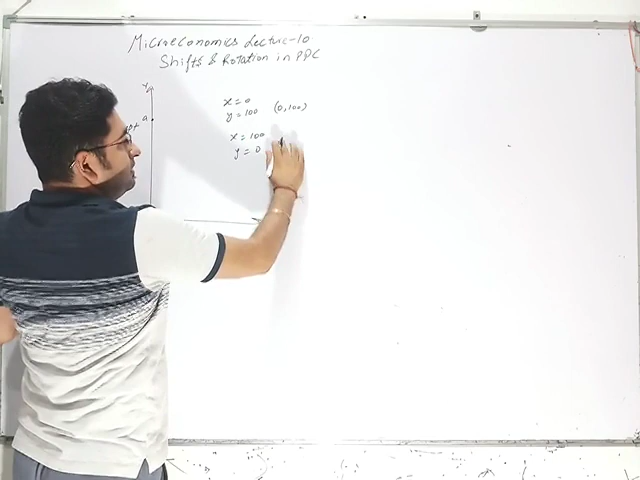 Microeconomics Lecture-10
Shifts & Rotation in PPC
y
x = 0
y = 100 (0,100)
a
x = 100
y = 0